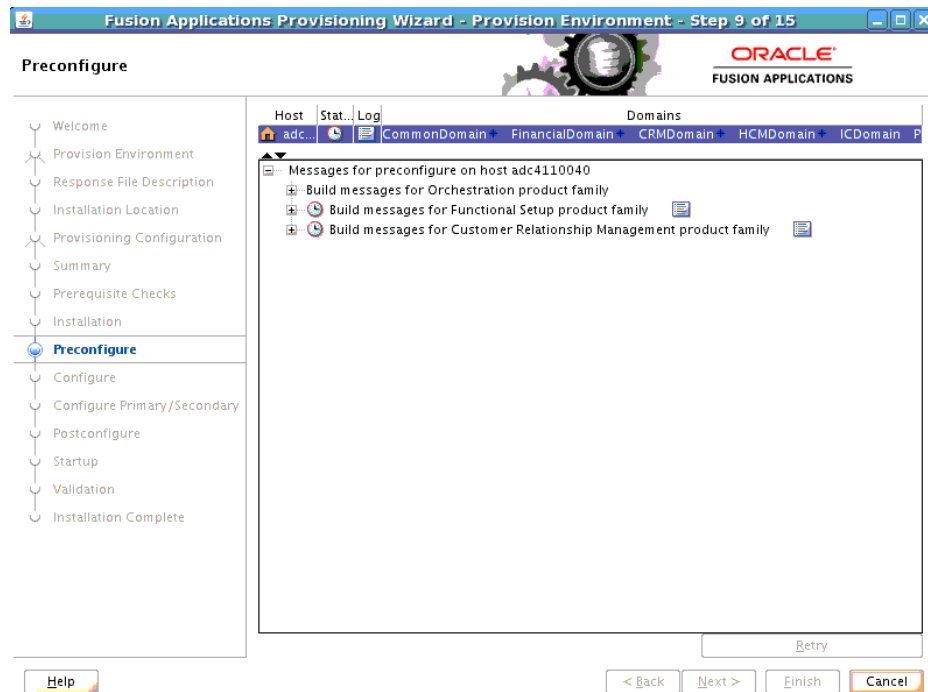 Fusion Applications Provisioning Wizard - Provision Environment - Step 9 of 15
Preconfigure
ORACLE
FUSION APPLICATIONS
Welcome
Provision Environment
Response File Description
Installation Location
Provisioning Configuration
Summary
Prerequisite Checks
Installation
Preconfigure
Configure
Configure Primary/Secondary
Postconfigure
Startup
Validation
Installation Complete
Host Stat... Log Domains
adc... CommonDomain+ FinancialDomain+ CRMDomain+ HCMDomain+ ICDomain P
Messages for preconfigure on host adc4110040
Build messages for Orchestration product family
Build messages for Functional Setup product family
Build messages for Customer Relationship Management product family
Retry
Help < Back Next > Finish Cancel